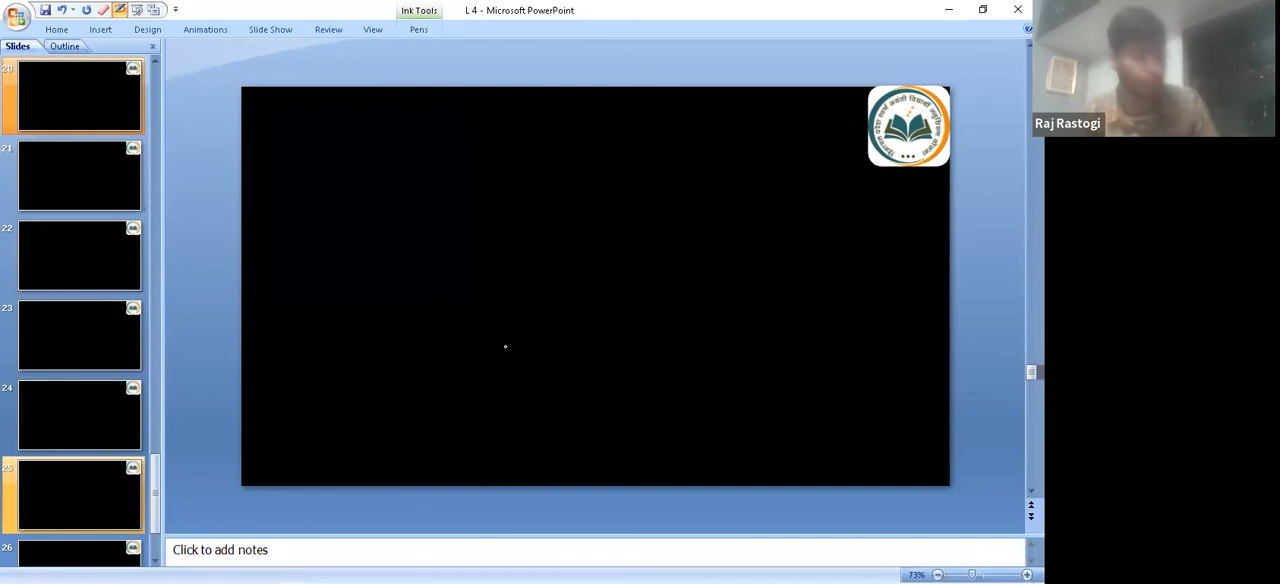 Ink Tools
L 4 - Microsoft PowerPoint
Home Insert Design Animations Slide Show Review View Pens
Slides Outline
Raj Rastogi
20
21
22
23
24
25
26
Click to add notes
73%